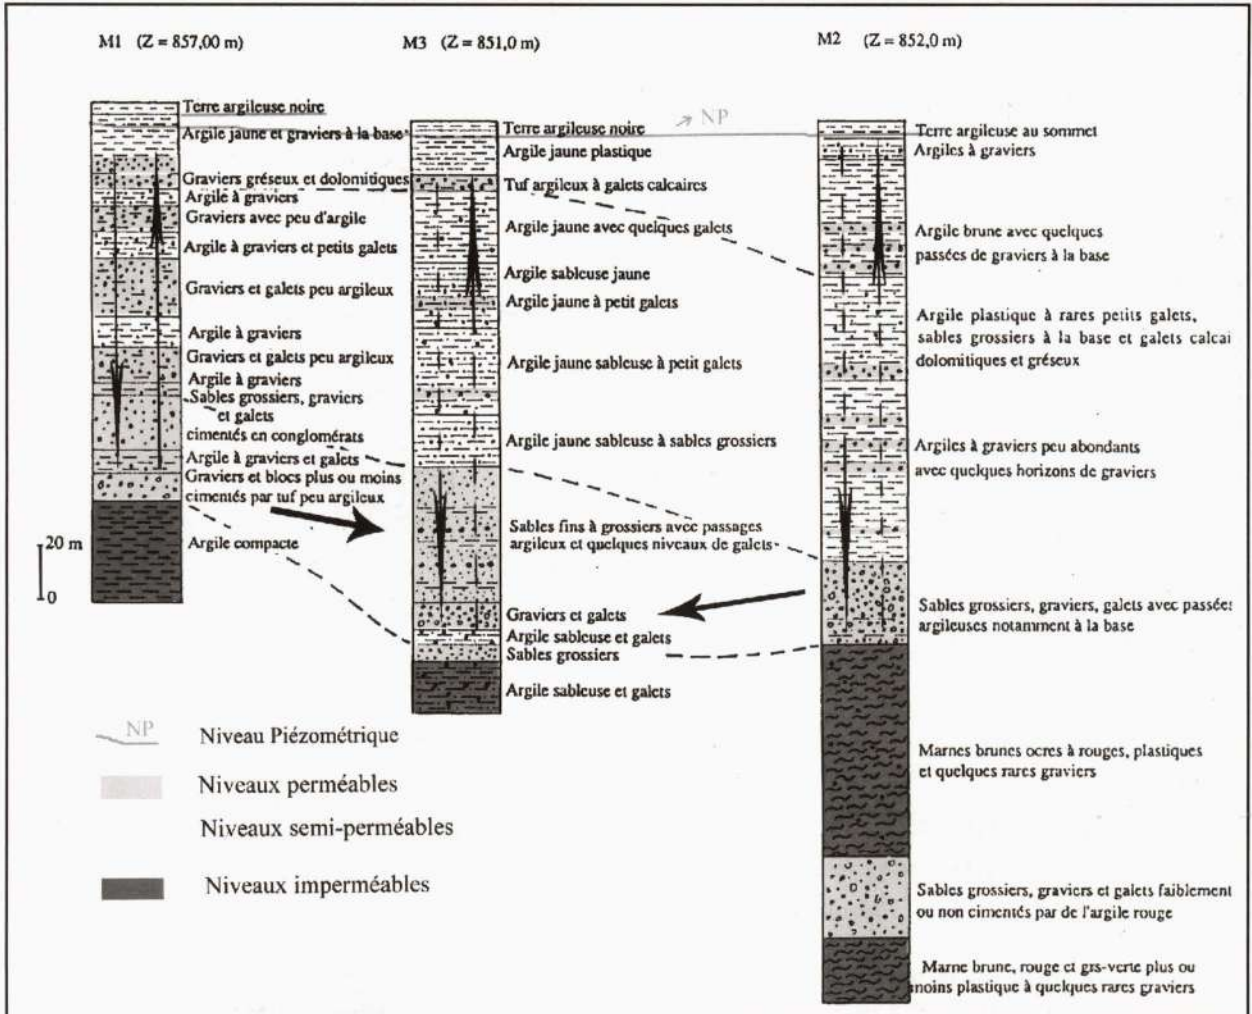 M1 (Z = 857,00 m)
M3 (Z = 851,0 m)
M2 (Z = 852,0 m)
Terre argileuse noire
Argile jaune et graviers à la base
Graviers gréseux et dolomitiques
Argile à graviers
Graviers avec peu d'argile
Argile à graviers et petits galets
Graviers et galets peu argileux
Argile à graviers
Graviers et galets peu argileux
Argile à graviers
Sables grossiers, graviers
et galets
cimentés en conglomérats
Argile à graviers et galets
Graviers et blocs plus ou moins
cimentés par tuf peu argileux
Argile compacte
20 m
0
NP
Terre argileuse noire
Argile jaune plastique
Tuf argileux à galets calcaires
Argile jaune avec quelques galets
Argile sableuse jaune
Argile jaune à petit galets
Argile jaune sableuse à petit galets
Argile jaune sableuse à sables grossiers
Sables fins à grossiers avec passages
argileux et quelques niveaux de galets
Graviers et galets
Argile sableuse et galets
Sables grossiers
Argile sableuse et galets
Terre argileuse au sommet
Argiles à graviers
Argile brune avec quelques
passées de graviers à la base
Argile plastique à rares petits galets,
sables grossiers à la base et galets calcai
dolomitiques et gréseux
Argiles à graviers peu abondants
avec quelques horizons de graviers
Sables grossiers, graviers, galets avec passée
argileuses notamment à la base
Marnes brunes ocres à rouges, plastiques
et quelques rares graviers
Sables grossiers, graviers et galets faiblement
ou non cimentés par de l'argile rouge
Marne brune, rouge et grs-verte plus ou
moins plastique à quelques rares graviers
NP Niveau Piézométrique
Niveaux perméables
Niveaux semi-perméables
Niveaux imperméables